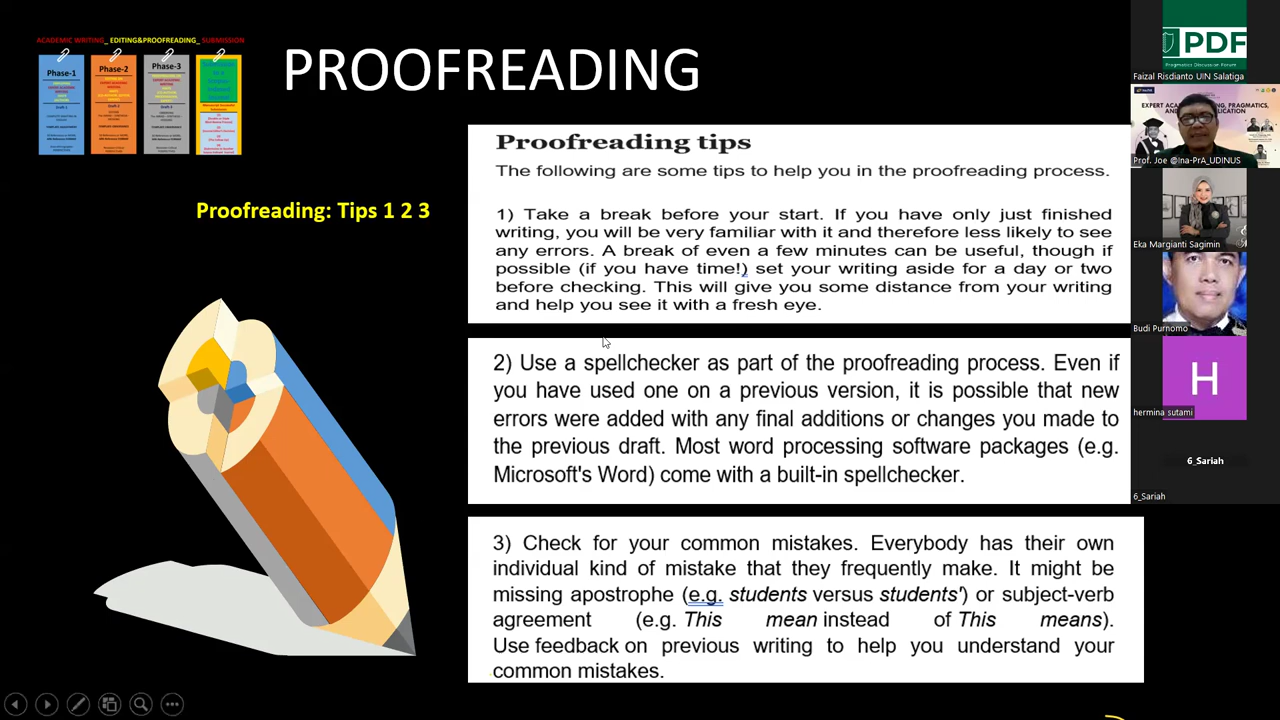 ACADEMIC WRITING_ EDITING&PROOFREADING_ SUBMISSION
Phase-1
Phase-2
Phase-3
PROOFREADING
Proofreading: Tips 1 2 3
Proofreading tips
The following are some tips to help you in the proofreading process.
1) Take a break before your start. If you have only just finished
writing, you will be very familiar with it and therefore less likely to see
any errors. A break of even a few minutes can be useful, though if
possible (if you have time!) set your writing aside for a day or two
before checking. This will give you some distance from your writing
and help you see it with a fresh eye.
2) Use a spellchecker as part of the proofreading process. Even if
you have used one on a previous version, it is possible that new
errors were added with any final additions or changes you made to
the previous draft. Most word processing software packages (e.g.
Microsoft's Word) come with a built-in spellchecker.
3) Check for your common mistakes. Everybody has their own
individual kind of mistake that they frequently make. It might be
missing apostrophe (e.g. students versus students') or subject-verb
agreement (e.g. This mean instead of This means).
Use feedback on previous writing to help you understand your
common mistakes.
PDF
Pragmatics Discussion Forum
Faizal Risdianto UIN Salatiga
Prof. Joe @Ina-PrA_UDiNUS
Eka Margianti Sagimin
Budi Purnomo
H
hermina sutami
6_Sariah
6_Sariah